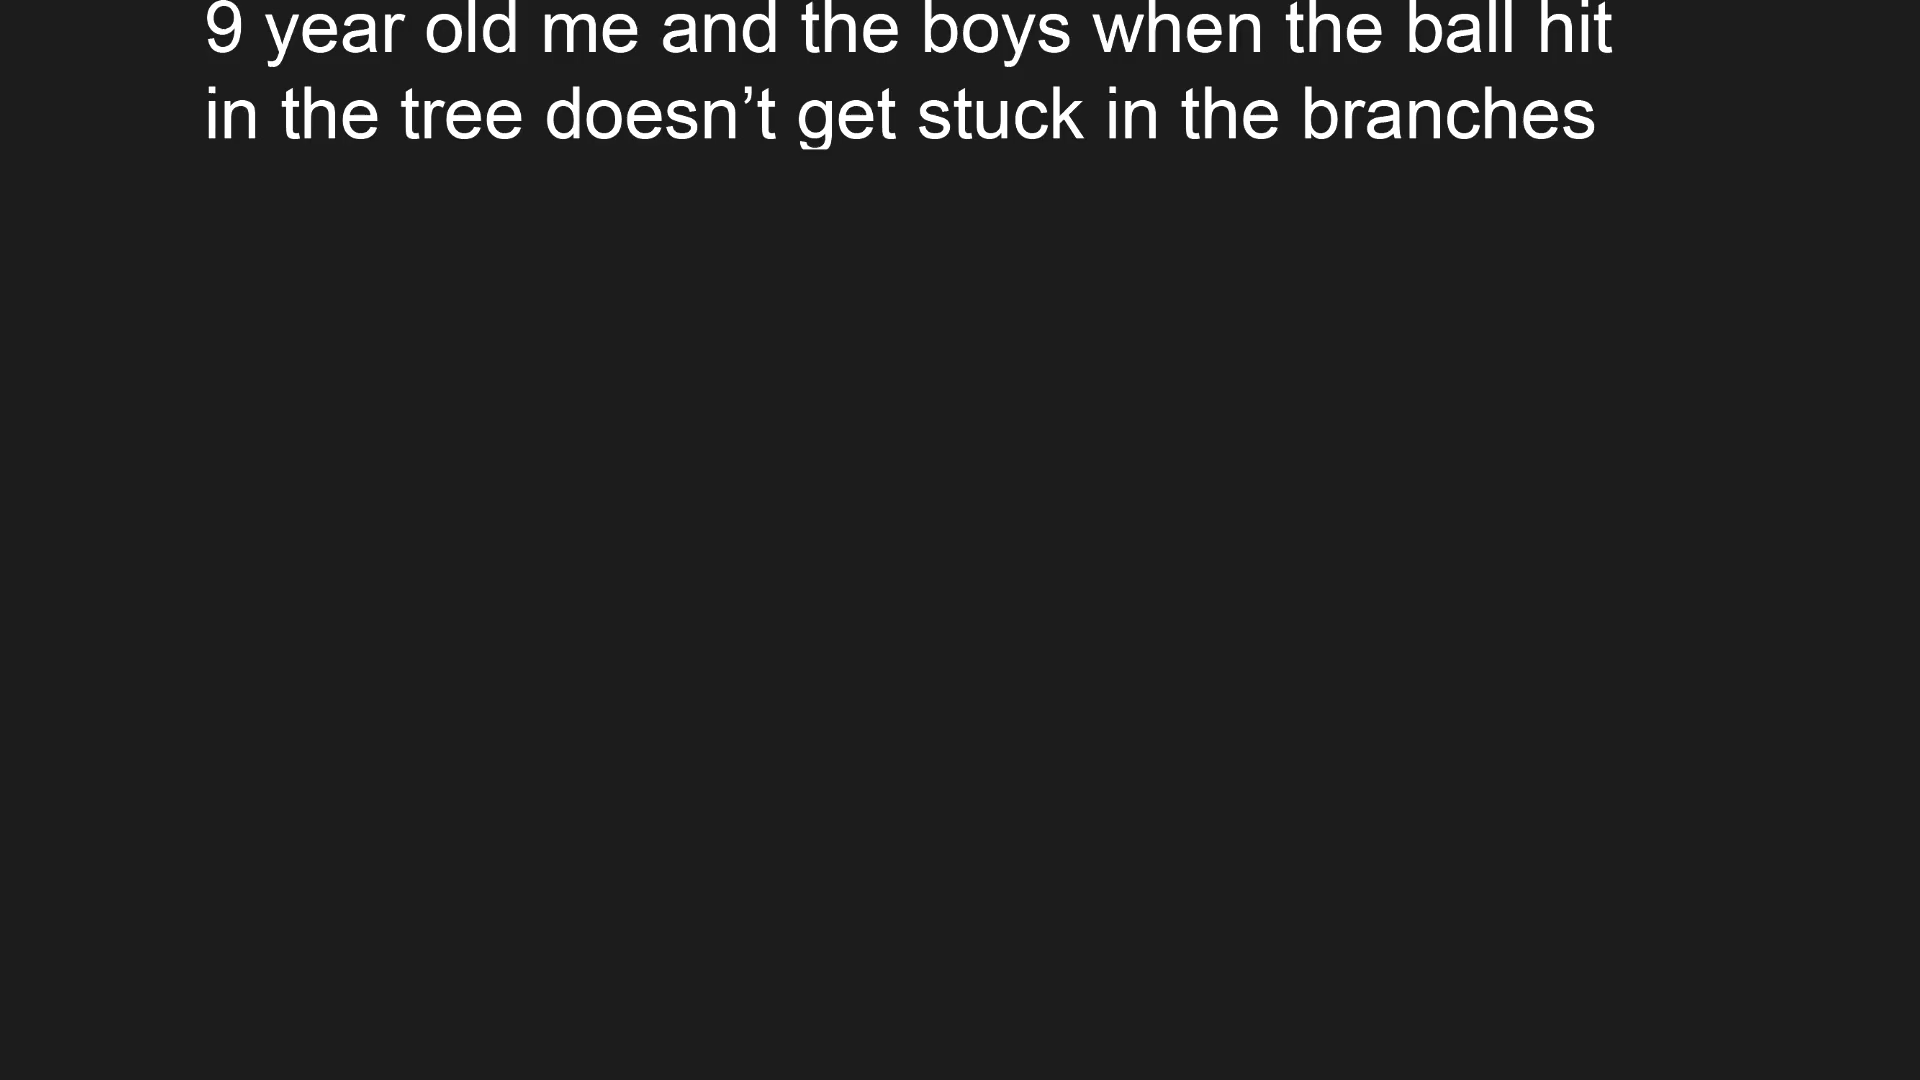 9 year old me and the boys when the ball hit
in the tree doesn’t get stuck in the branches